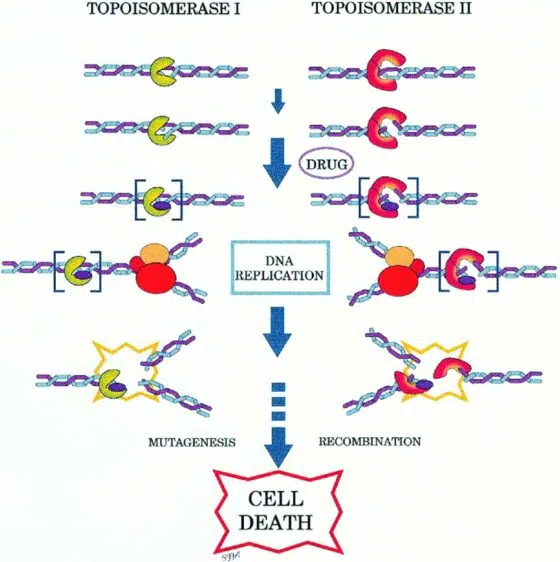 TOPOISOMERASE I
TOPOISOMERASE II
DRUG
DNA
REPLICATION
MUTAGENESIS
RECOMBINATION
CELL
DEATH